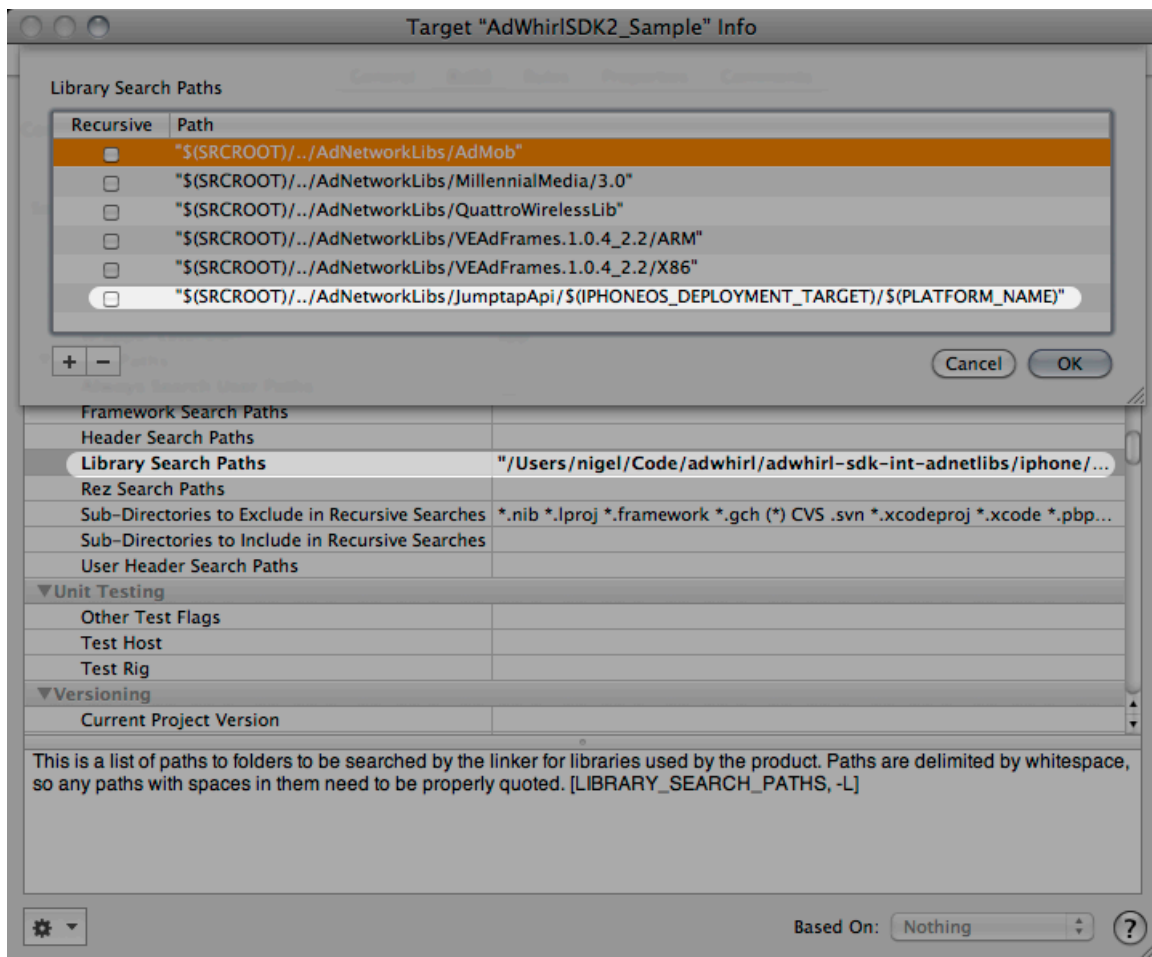 Target “AdWhirlSDK2_Sample” Info
General Build Rules Properties Comments
Library Search Paths
Recursive Path
"$(SRCROOT)/../AdNetworkLibs/AdMob"
"$(SRCROOT)/../AdNetworkLibs/MillennialMedia/3.0"
"$(SRCROOT)/../AdNetworkLibs/QuattroWirelessLib"
"$(SRCROOT)/../AdNetworkLibs/VEAdFrames.1.0.4_2.2/ARM"
"$(SRCROOT)/../AdNetworkLibs/VEAdFrames.1.0.4_2.2/X86"
"$(SRCROOT)/../AdNetworkLibs/JumptapApi/$(IPHONEOS_DEPLOYMENT_TARGET)/$(PLATFORM_NAME)"
+ −
Cancel OK
Always Search User Paths
Framework Search Paths
Header Search Paths
Library Search Paths "/Users/nigel/Code/adwhirl/adwhirl-sdk-int-adnetlibs/iphone/...
Rez Search Paths
Sub-Directories to Exclude in Recursive Searches *.nib *.lproj *.framework *.gch (*) CVS .svn *.xcodeproj *.xcode *.pbp...
Sub-Directories to Include in Recursive Searches
User Header Search Paths
▼Unit Testing
Other Test Flags
Test Host
Test Rig
▼Versioning
Current Project Version
This is a list of paths to folders to be searched by the linker for libraries used by the product. Paths are delimited by whitespace,
so any paths with spaces in them need to be properly quoted. [LIBRARY_SEARCH_PATHS, -L]
Based On: Nothing ?